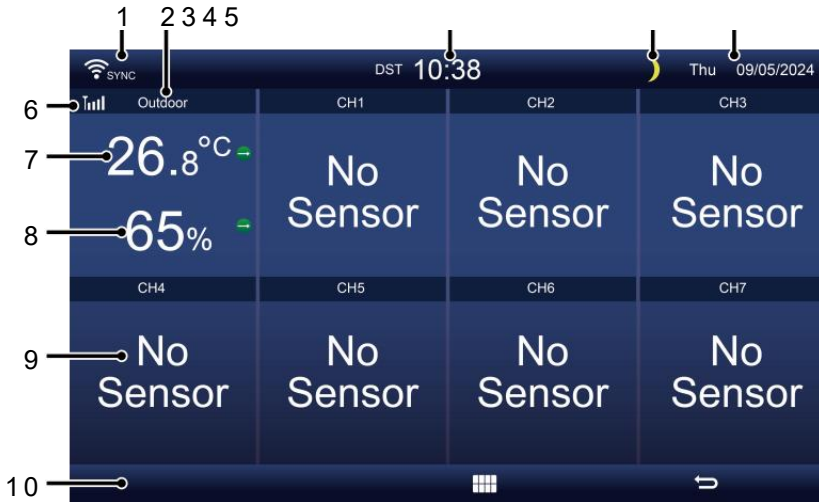 1 2 3 4 5
SYNC DST 10:38 Thu 09/05/2024
6 Outdoor CH1 CH2 CH3
7 26.8°C No Sensor No Sensor No Sensor
8 65%
CH4 CH5 CH6 CH7
9 No Sensor No Sensor No Sensor No Sensor
10